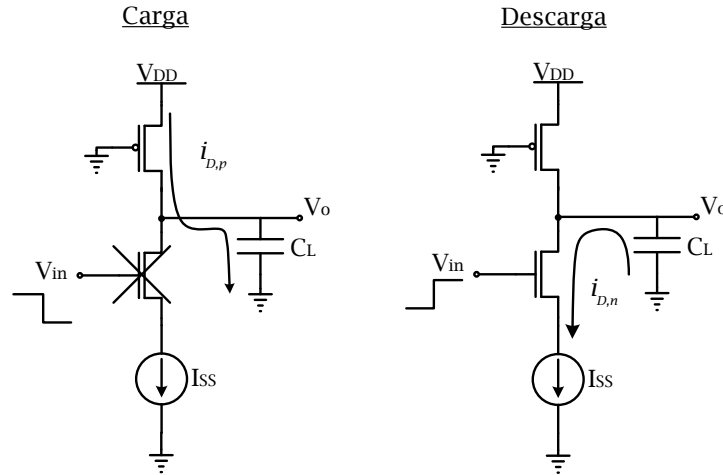 Carga
VDD
iD,p
Vo
CL
Vin
ISS
Descarga
VDD
Vo
CL
Vin
iD,n
ISS